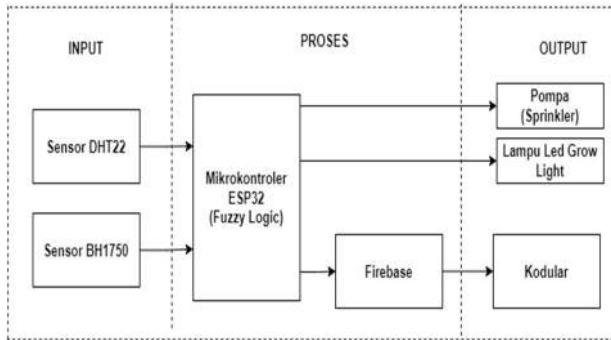 INPUT
PROSES
OUTPUT
Sensor DHT22
Sensor BH1750
Mikrokontroler
ESP32
(Fuzzy Logic)
Firebase
Pompa
(Sprinkler)
Lampu Led Grow
Light
Kodular